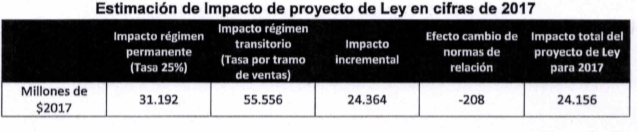 Estimación de Impacto de proyecto de Ley en cifras de 2017
Impacto régimen
permanente
(Tasa 25%)
Impacto régimen
transitorio
(Tasa por tramo
de ventas)
Impacto
incremental
Efecto cambio de
normas de
relación
Impacto total del
proyecto de Ley
para 2017
Millones de
$2017
31.192
55.556
24.364
-208
24.156